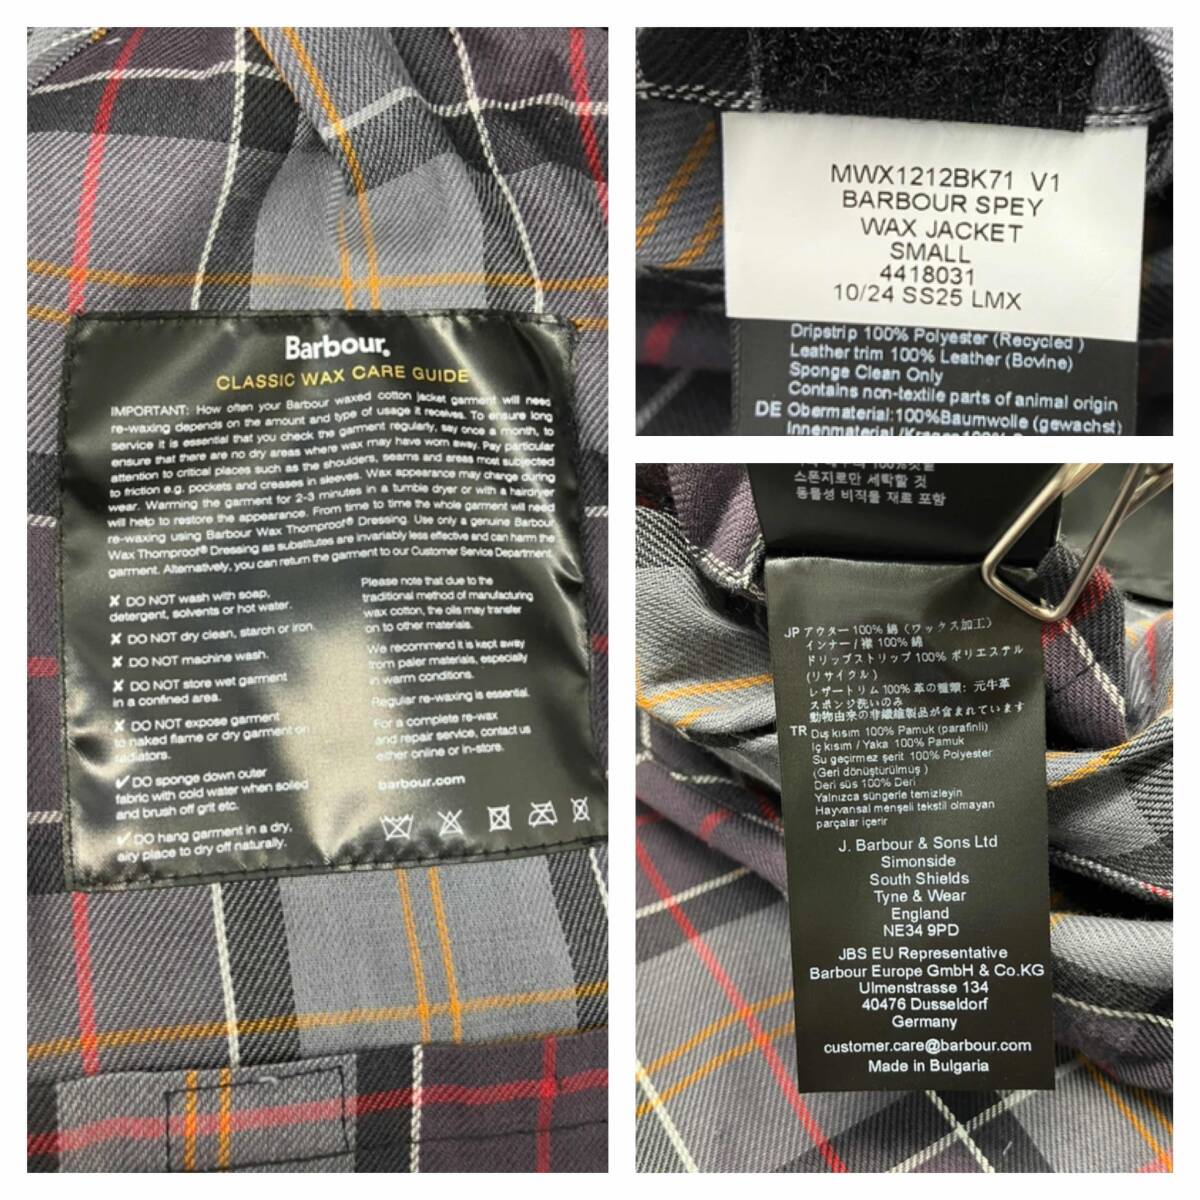 Barbour.
CLASSIC WAX CARE GUIDE
IMPORTANT: How often your Barbour waxed cotton jacket garment will need
re-waxing depends on the amount and type of usage it receives. To ensure long
service it is essential that you check the garment regularly, say once a month, to
ensure that there are no dry areas where wax may have worn away. Pay particular
attention to critical places such as the shoulders, seams and areas most subjected
to friction e.g. pockets and creases in sleeves. Wax appearance may change during
wear. Warming the garment for 2-3 minutes in a tumble dryer or with a hairdryer
will help to restore the appearance. From time to time the whole garment will need
re-waxing using Barbour Wax Thornproof® Dressing. Use only a genuine Barbour
Wax Thornproof® Dressing as substitutes are invariably less effective and can harm the
garment. Alternatively, you can return the garment to our Customer Service Department.
✘ DO NOT wash with soap,
detergent, solvents or hot water.
✘ DO NOT dry clean, starch or iron.
✘ DO NOT machine wash.
✘ DO NOT store wet garment
in a confined area.
✘ DO NOT expose garment
to naked flame or dry garment on
radiators.
✔ DO sponge down outer
fabric with cold water when soiled
and brush off grit etc.
✔ DO hang garment in a dry,
airy place to dry off naturally.
Please note that due to the
traditional method of manufacturing
wax cotton, the oils may transfer
on to other materials.
We recommend it is kept away
from paler materials, especially
in warm conditions.
Regular re-waxing is essential.
For a complete re-wax
and repair service, contact us
either online or in-store.
barbour.com
MWX1212BK71 V1
BARBOUR SPEY
WAX JACKET
SMALL
4418031
10/24 SS25 LMX
Dripstrip 100% Polyester (Recycled )
Leather trim 100% Leather (Bovine)
Sponge Clean Only
Contains non-textile parts of animal origin
DE Obermaterial:100%Baumwolle (gewachst)
Innenmaterial /Kragen100%
스폰지로만 세탁할 것
동물성 비직물 재료 포함
JP アウター 100% 綿 (ワックス加工)
インナー / 襟 100% 綿
ドリップストリップ 100% ポリエステル
(リサイクル)
レザートリム 100% 革の種類: 元牛革
スポンジ洗いのみ
動物由来の非繊維製品が含まれています
TR Dış kısım 100% Pamuk (parafinli)
İç kısım / Yaka 100% Pamuk
Su geçirmez şerit 100% Polyester
(Geri dönüştürülmüş )
Deri süs 100% Deri
Yalnızca süngerle temizleyin
Hayvansal menşeli tekstil olmayan
parçalar içerir
J. Barbour & Sons Ltd
Simonside
South Shields
Tyne & Wear
England
NE34 9PD
JBS EU Representative
Barbour Europe GmbH & Co.KG
Ulmenstrasse 134
40476 Dusseldorf
Germany
customer.care@barbour.com
Made in Bulgaria